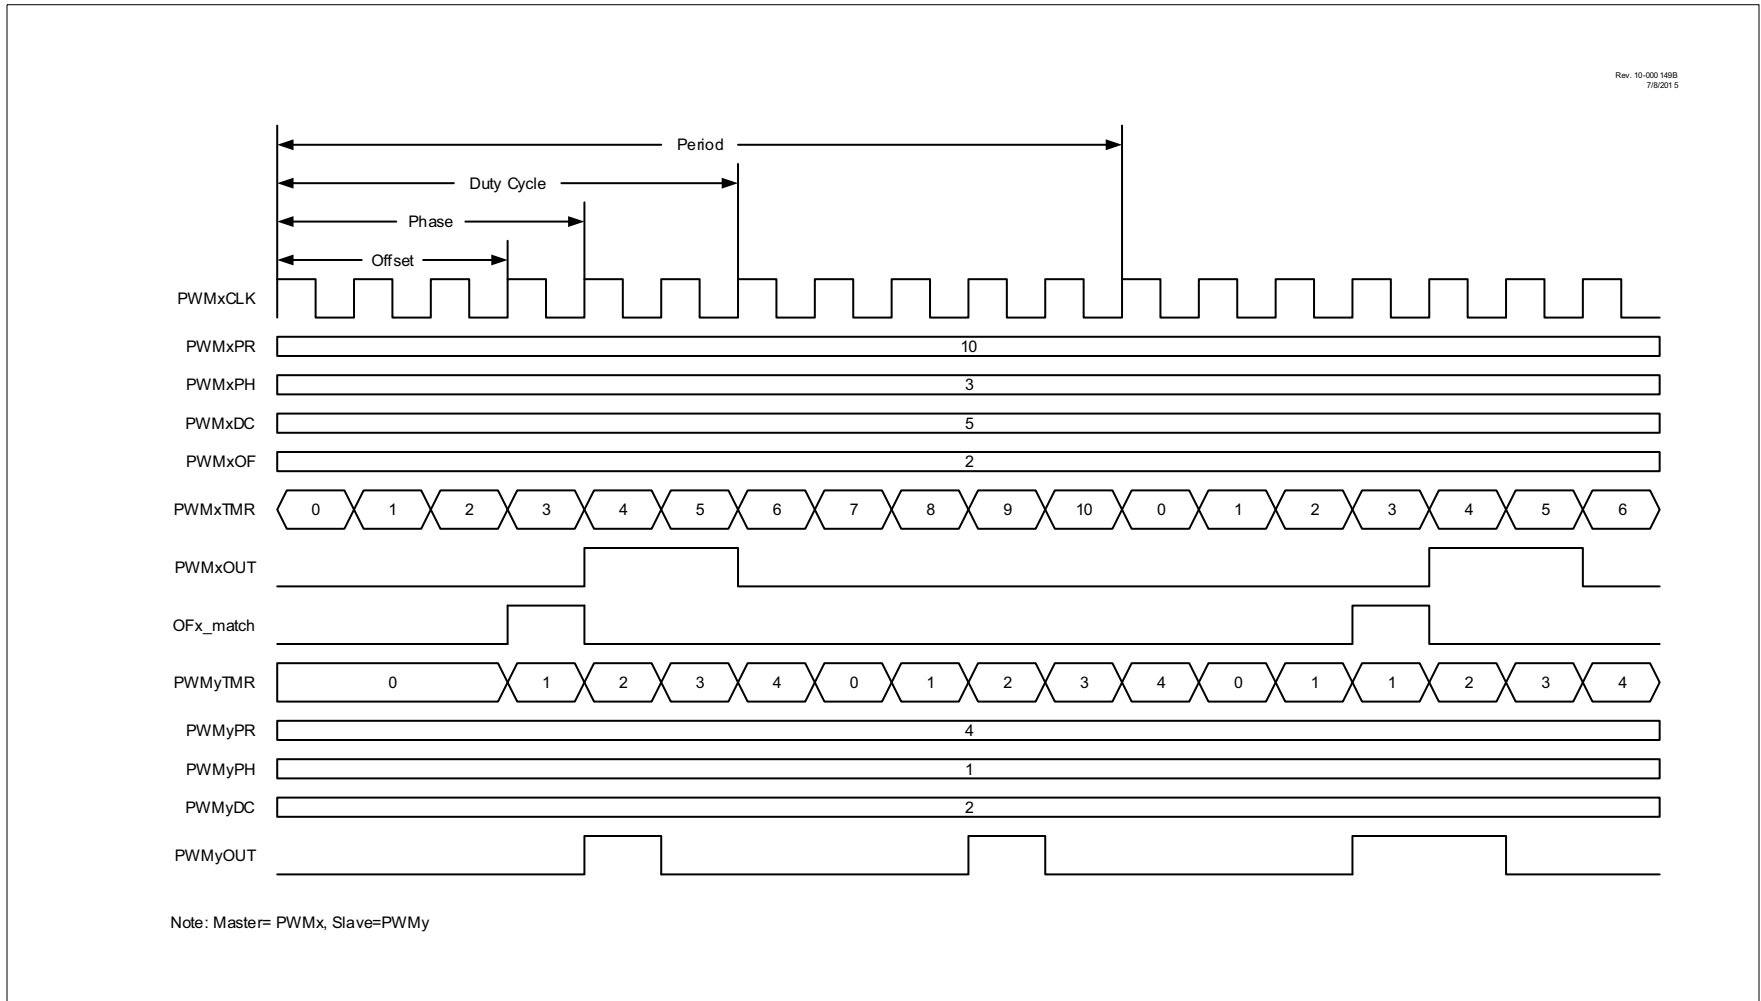 Rev. 10-000 149B
7/8/201 5
Period
Duty Cycle
Phase
Offset
PWMxCLK
PWMxPR 10
PWMxPH 3
PWMxDC 5
PWMxOF 2
PWMxTMR 0 1 2 3 4 5 6 7 8 9 10 0 1 2 3 4 5 6
PWMxOUT
OFx_match
PWMyTMR 0 1 2 3 4 0 1 2 3 4 0 1 1 2 3 4
PWMyPR 4
PWMyPH 1
PWMyDC 2
PWMyOUT
Note: Master= PWMx, Slave=PWMy